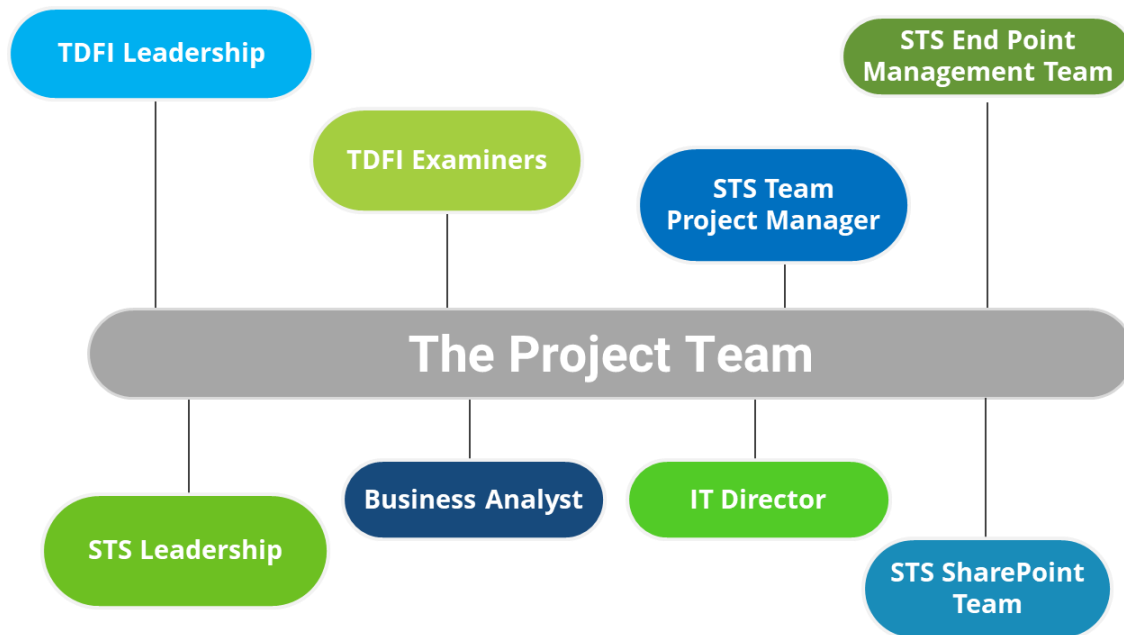 TDFI Leadership
STS End Point
Management Team
TDFI Examiners
STS Team
Project Manager
The Project Team
Business Analyst
IT Director
STS Leadership
STS SharePoint
Team